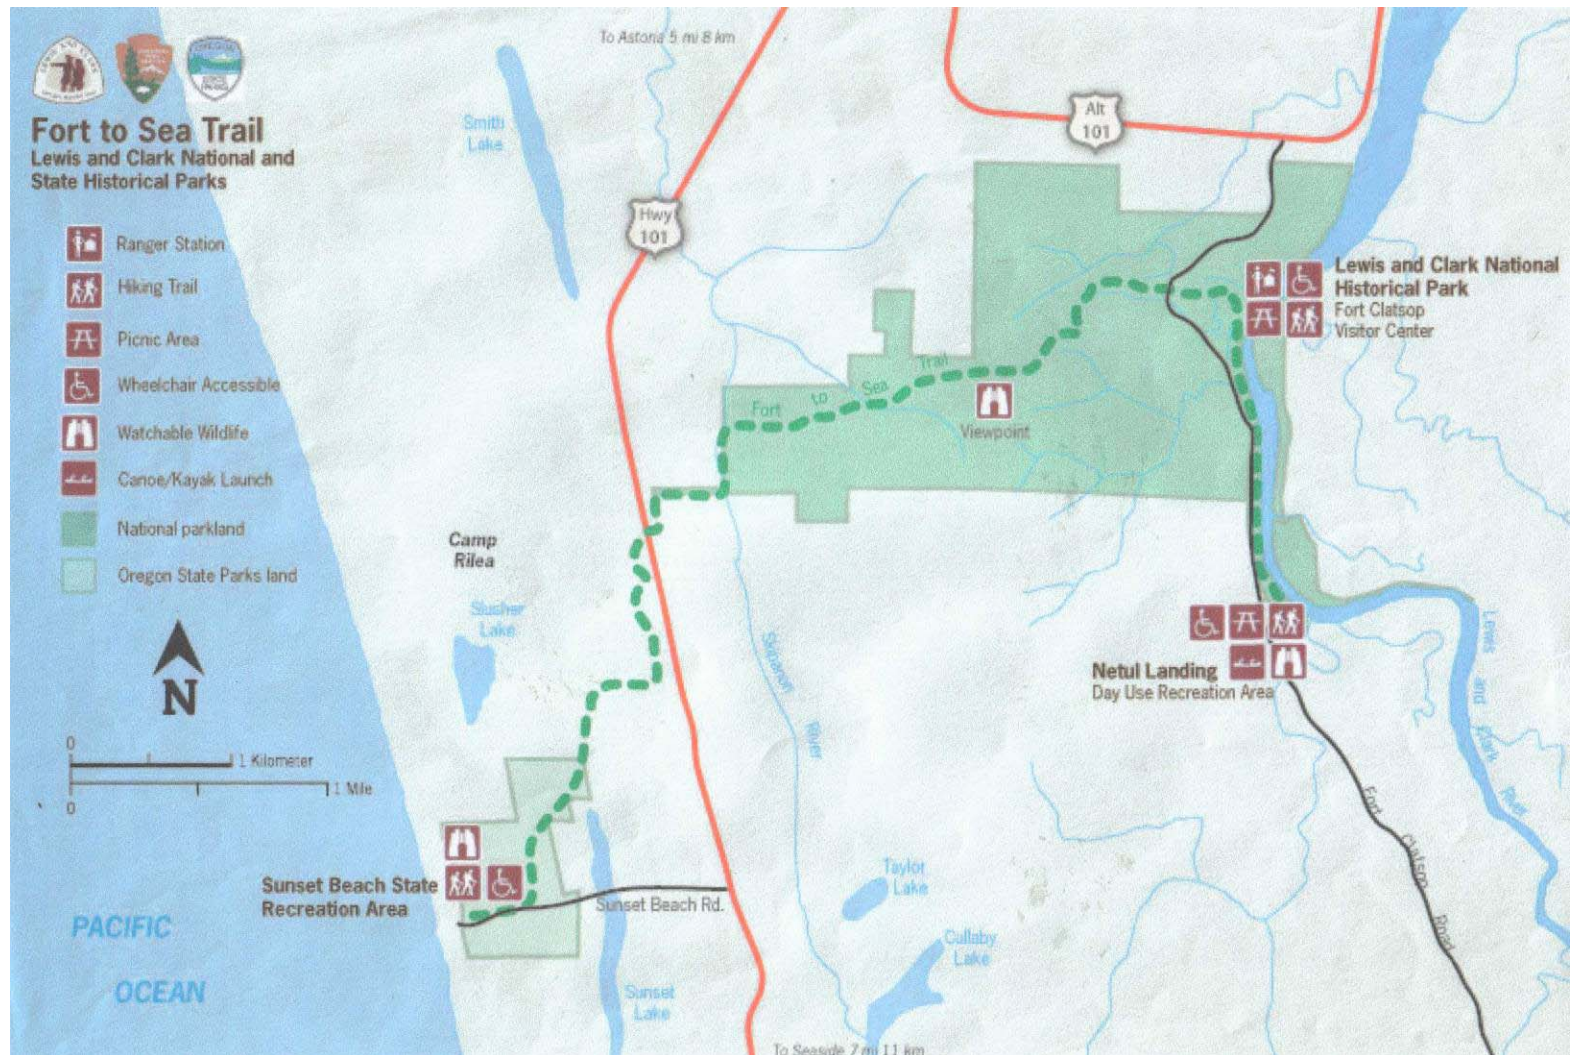 Fort to Sea Trail
Lewis and Clark National and
State Historical Parks
Ranger Station
Hiking Trail
Picnic Area
Wheelchair Accessible
Watchable Wildlife
Canoe/Kayak Launch
National parkland
Oregon State Parks land
N
0
1 Kilometer
0
1 Mile
PACIFIC
OCEAN
To Astoria 5 mi 8 km
Smith
Lake
Hwy
101
Alt
101
Lewis and Clark National
Historical Park
Fort Clatsop
Visitor Center
Fort to Sea Trail
Viewpoint
Camp
Rilea
Slusher
Lake
Skipanon
River
Netul Landing
Day Use Recreation Area
Lewis and Clark River
Fort Clatsop Road
Sunset Beach State
Recreation Area
Sunset Beach Rd.
Taylor
Lake
Cullaby
Lake
Sunset
Lake
To Seaside 7 mi 11 km